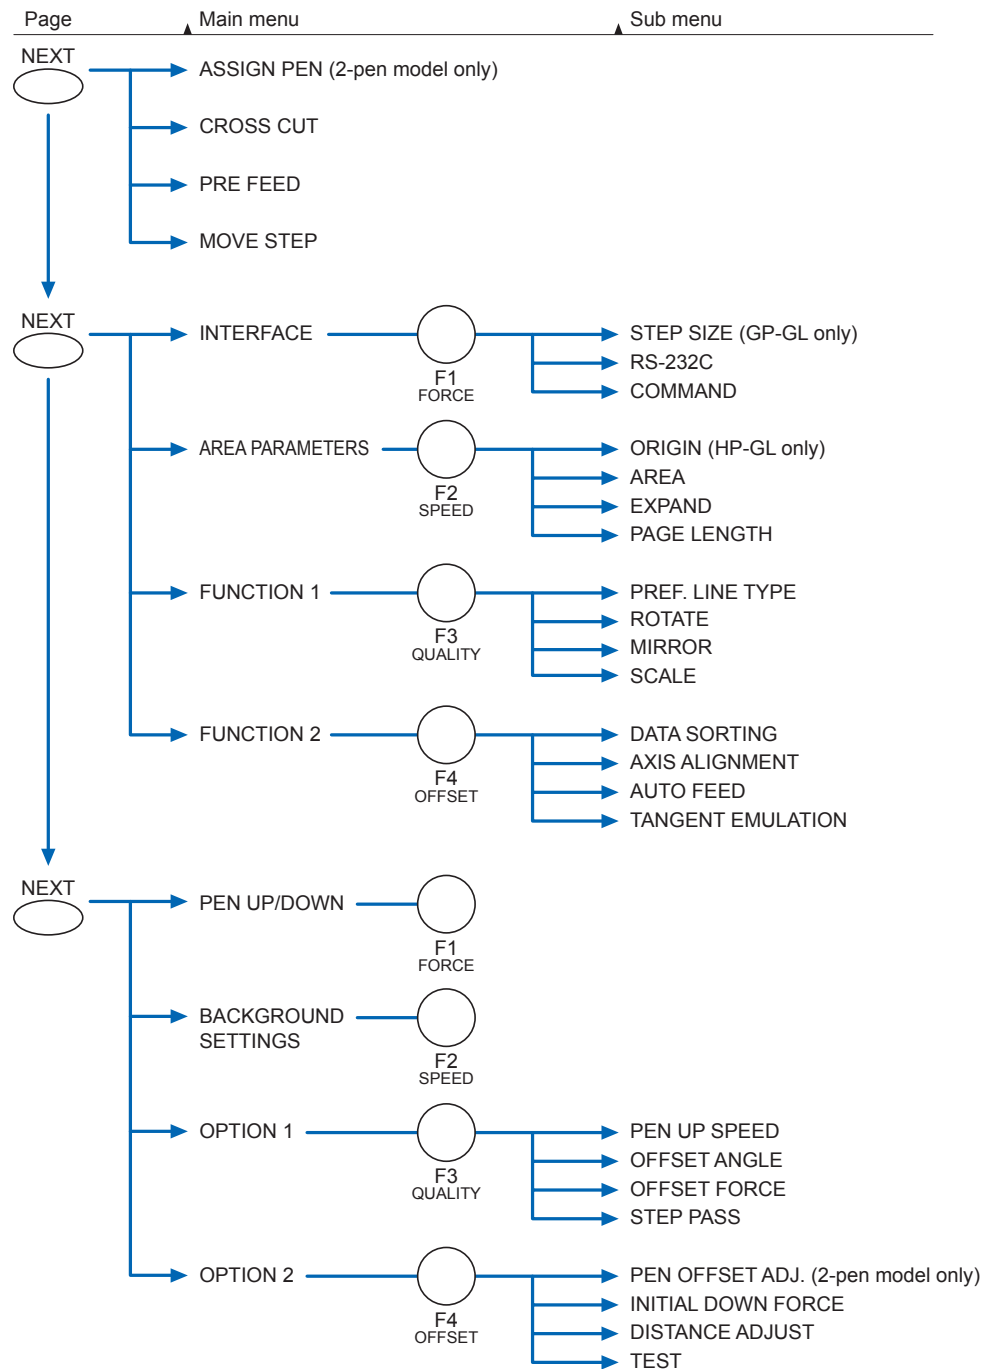 Page Main menu Sub menu
NEXT
ASSIGN PEN (2-pen model only)
CROSS CUT
PRE FEED
MOVE STEP
NEXT
INTERFACE
F1
FORCE
STEP SIZE (GP-GL only)
RS-232C
COMMAND
AREA PARAMETERS
F2
SPEED
ORIGIN (HP-GL only)
AREA
EXPAND
PAGE LENGTH
FUNCTION 1
F3
QUALITY
PREF. LINE TYPE
ROTATE
MIRROR
SCALE
FUNCTION 2
F4
OFFSET
DATA SORTING
AXIS ALIGNMENT
AUTO FEED
TANGENT EMULATION
NEXT
PEN UP/DOWN
F1
FORCE
BACKGROUND
SETTINGS
F2
SPEED
OPTION 1
F3
QUALITY
PEN UP SPEED
OFFSET ANGLE
OFFSET FORCE
STEP PASS
OPTION 2
F4
OFFSET
PEN OFFSET ADJ. (2-pen model only)
INITIAL DOWN FORCE
DISTANCE ADJUST
TEST